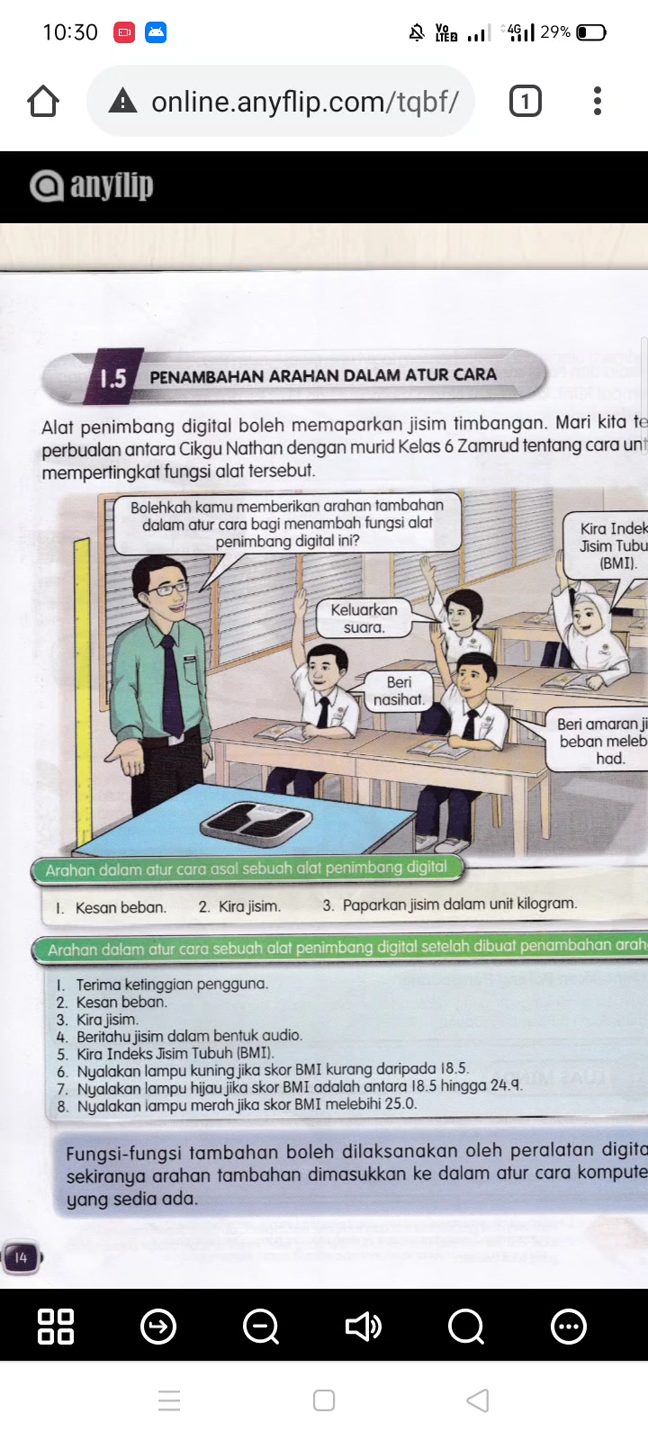 10:30
Vo LTE2
4G
29%
online.anyflip.com/tqbf/
1
anyflip
1.5 PENAMBAHAN ARAHAN DALAM ATUR CARA
Alat penimbang digital boleh memaparkan jisim timbangan. Mari kita te
perbualan antara Cikgu Nathan dengan murid Kelas 6 Zamrud tentang cara unt
mempertingkat fungsi alat tersebut.
Bolehkah kamu memberikan arahan tambahan
dalam atur cara bagi menambah fungsi alat
penimbang digital ini?
Kira Indek
Jisim Tubu
(BMI).
Keluarkan
suara.
Beri
nasihat.
Beri amaran ji
beban meleb
had.
Arahan dalam atur cara asal sebuah alat penimbang digital
1. Kesan beban. 2. Kira jisim. 3. Paparkan jisim dalam unit kilogram.
Arahan dalam atur cara sebuah alat penimbang digital setelah dibuat penambahan arah
1. Terima ketinggian pengguna.
2. Kesan beban.
3. Kira jisim.
4. Beritahu jisim dalam bentuk audio.
5. Kira Indeks Jisim Tubuh (BMI).
6. Nyalakan lampu kuning jika skor BMI kurang daripada 18.5.
7. Nyalakan lampu hijau jika skor BMI adalah antara 18.5 hingga 24.9.
8. Nyalakan lampu merah jika skor BMI melebihi 25.0.
Fungsi-fungsi tambahan boleh dilaksanakan oleh peralatan digita
sekiranya arahan tambahan dimasukkan ke dalam atur cara kompute
yang sedia ada.
14